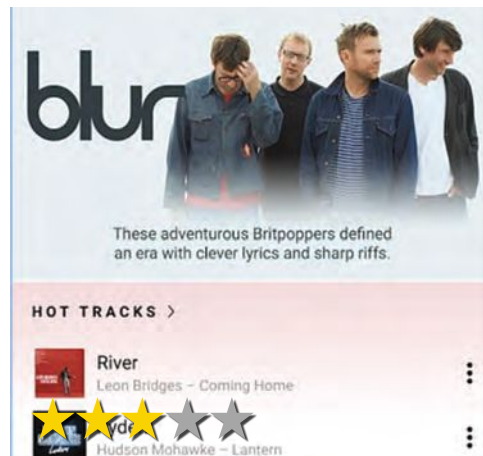 blur
These adventurous Britpoppers defined
an era with clever lyrics and sharp riffs.
HOT TRACKS >
River
Leon Bridges – Coming Home
Hudson Mohawke – Lantern